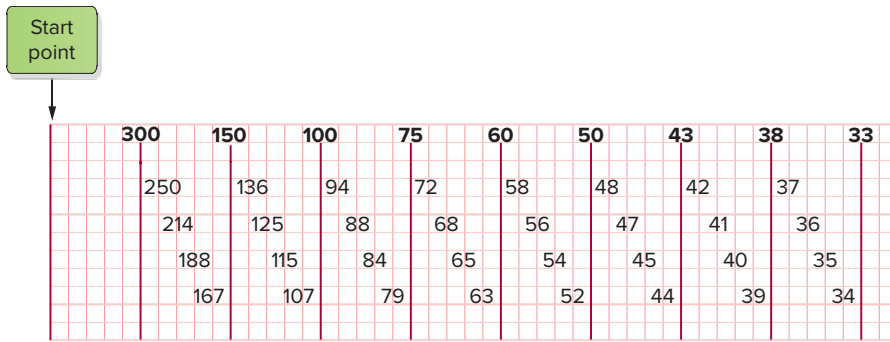 Start
point
300 150 100 75 60 50 43 38 33
250 136 94 72 58 48 42 37
214 125 88 68 56 47 41 36
188 115 84 65 54 45 40 35
167 107 79 63 52 44 39 34